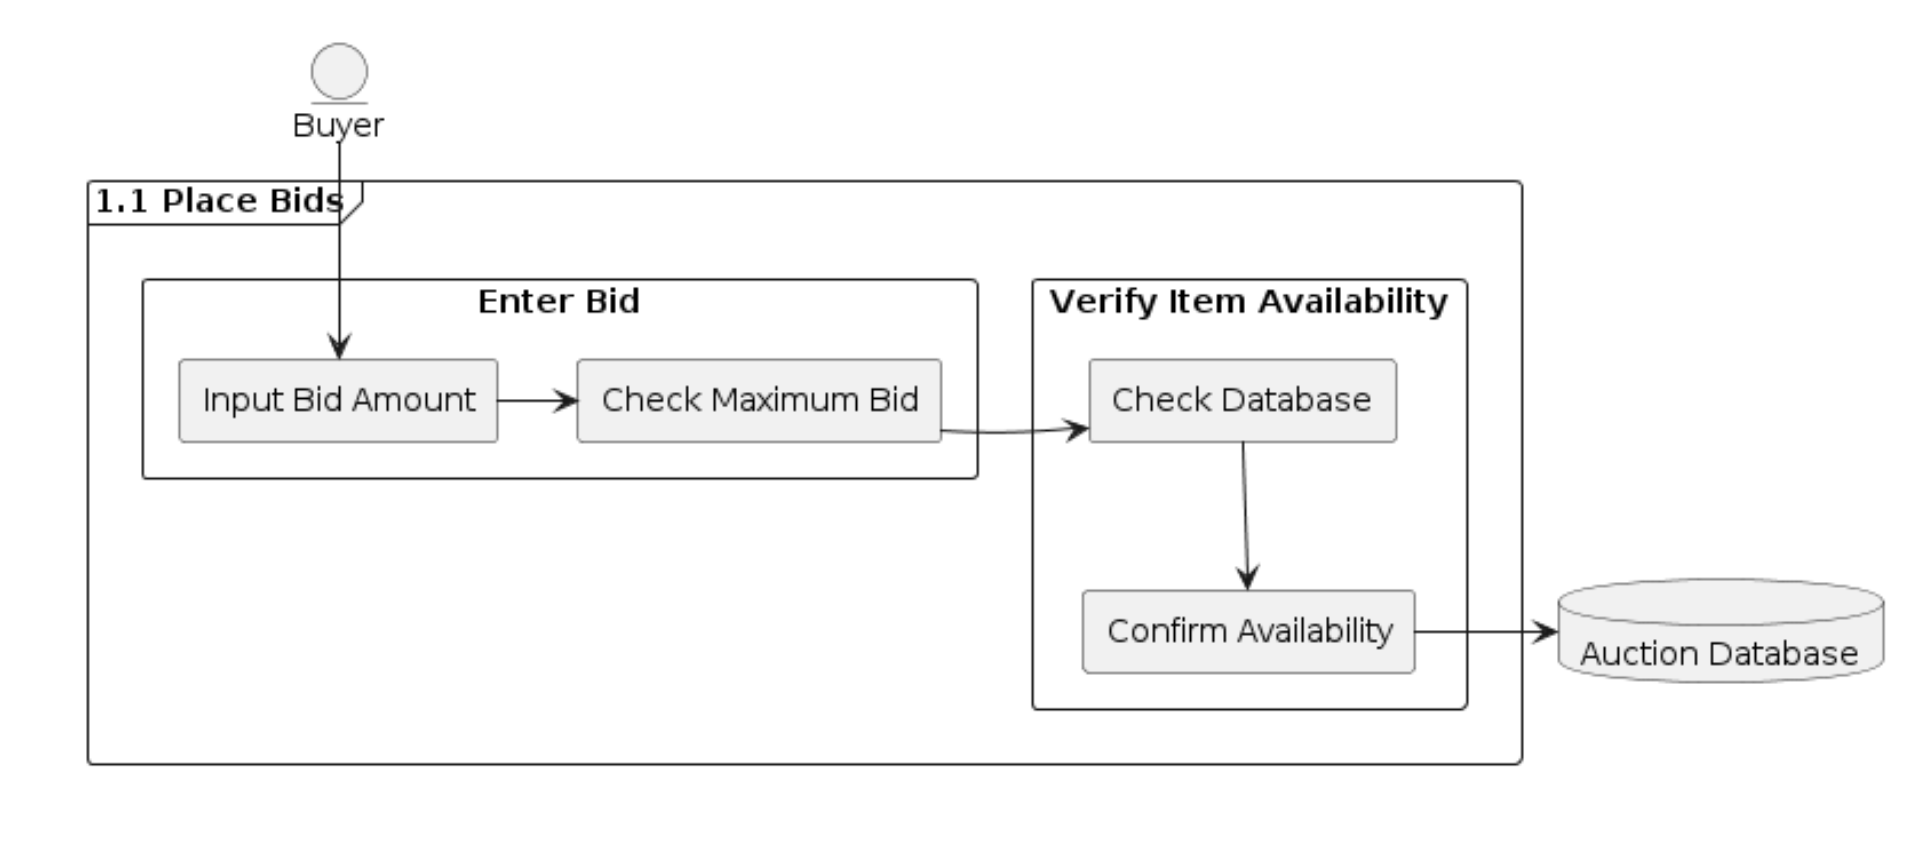 Buyer
1.1 Place Bids
Enter Bid
Verify Item Availability
Input Bid Amount
Check Maximum Bid
Check Database
Confirm Availability
Auction Database